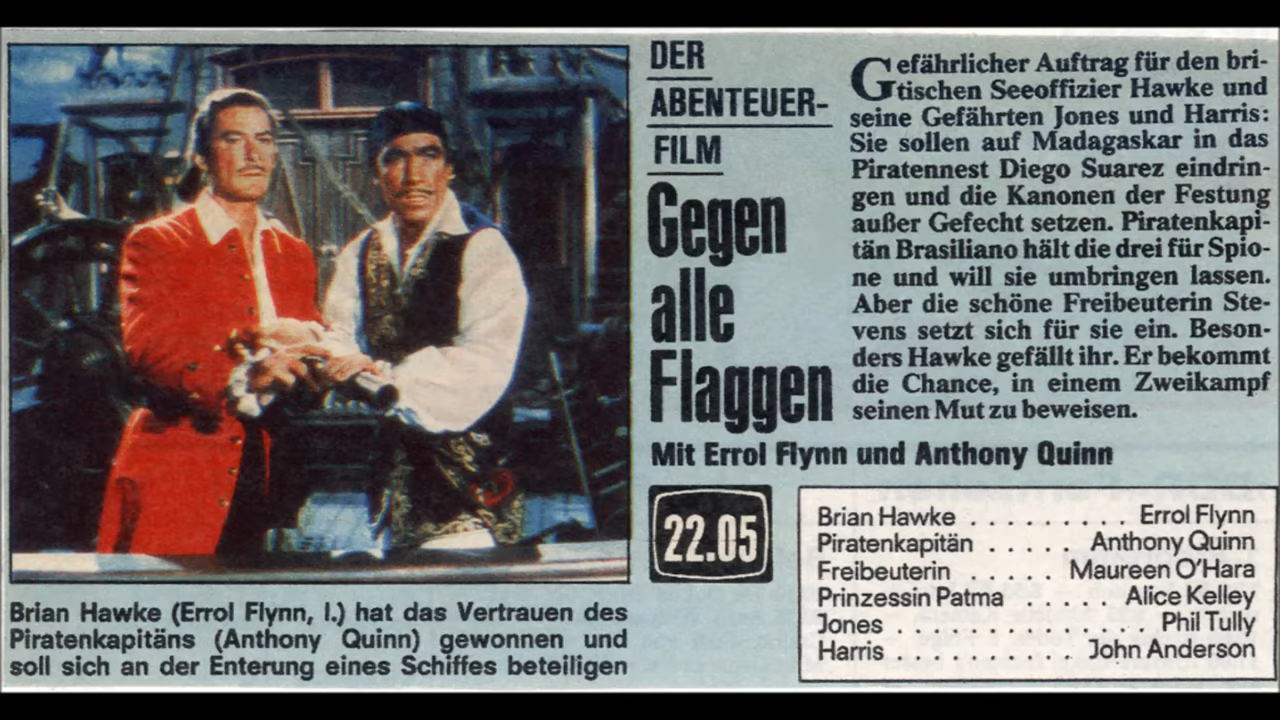 DER
ABENTEUER-
FILM
Gegen
alle
Flaggen
Mit Errol Flynn und Anthony Quinn
22.05
Gefährlicher Auftrag für den bri-
tischen Seeoffizier Hawke und
seine Gefährten Jones und Harris:
Sie sollen auf Madagaskar in das
Piratennest Diego Suarez eindrin-
gen und die Kanonen der Festung
außer Gefecht setzen. Piratenkapi-
tän Brasiliano hält die drei für Spio-
ne und will sie umbringen lassen.
Aber die schöne Freibeuterin Ste-
vens setzt sich für sie ein. Beson-
ders Hawke gefällt ihr. Er bekommt
die Chance, in einem Zweikampf
seinen Mut zu beweisen.
Brian Hawke . . . . . . . . . . Errol Flynn
Piratenkapitän . . . . . Anthony Quinn
Freibeuterin . . . . . Maureen O'Hara
Prinzessin Patma . . . . . Alice Kelley
Jones . . . . . . . . . . . . . . . Phil Tully
Harris . . . . . . . . . . John Anderson
Brian Hawke (Errol Flynn, l.) hat das Vertrauen des
Piratenkapitäns (Anthony Quinn) gewonnen und
soll sich an der Enterung eines Schiffes beteiligen